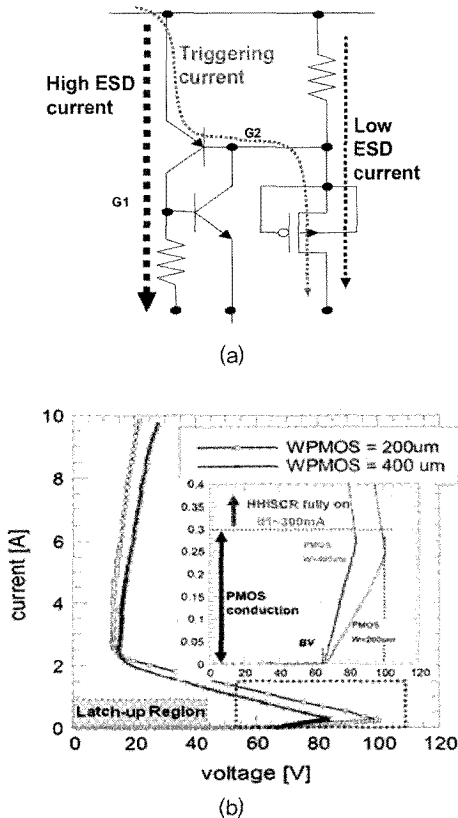 Triggering
current
High ESD
current
G2
Low
ESD
current
G1
(a)
10
8
6
4
2
0
current [A]
WPMOS = 200um
WPMOS = 400 um
0.4
0.35
0.3
0.25
0.2
0.15
0.1
0.05
0
HHISCR fully on
PMOS
PMOS
conduction
BV
PMOS
W=200um
0 20 40 60 80 100 120
Latch-up Region
0 20 40 60 80 100 120
voltage [V]
(b)